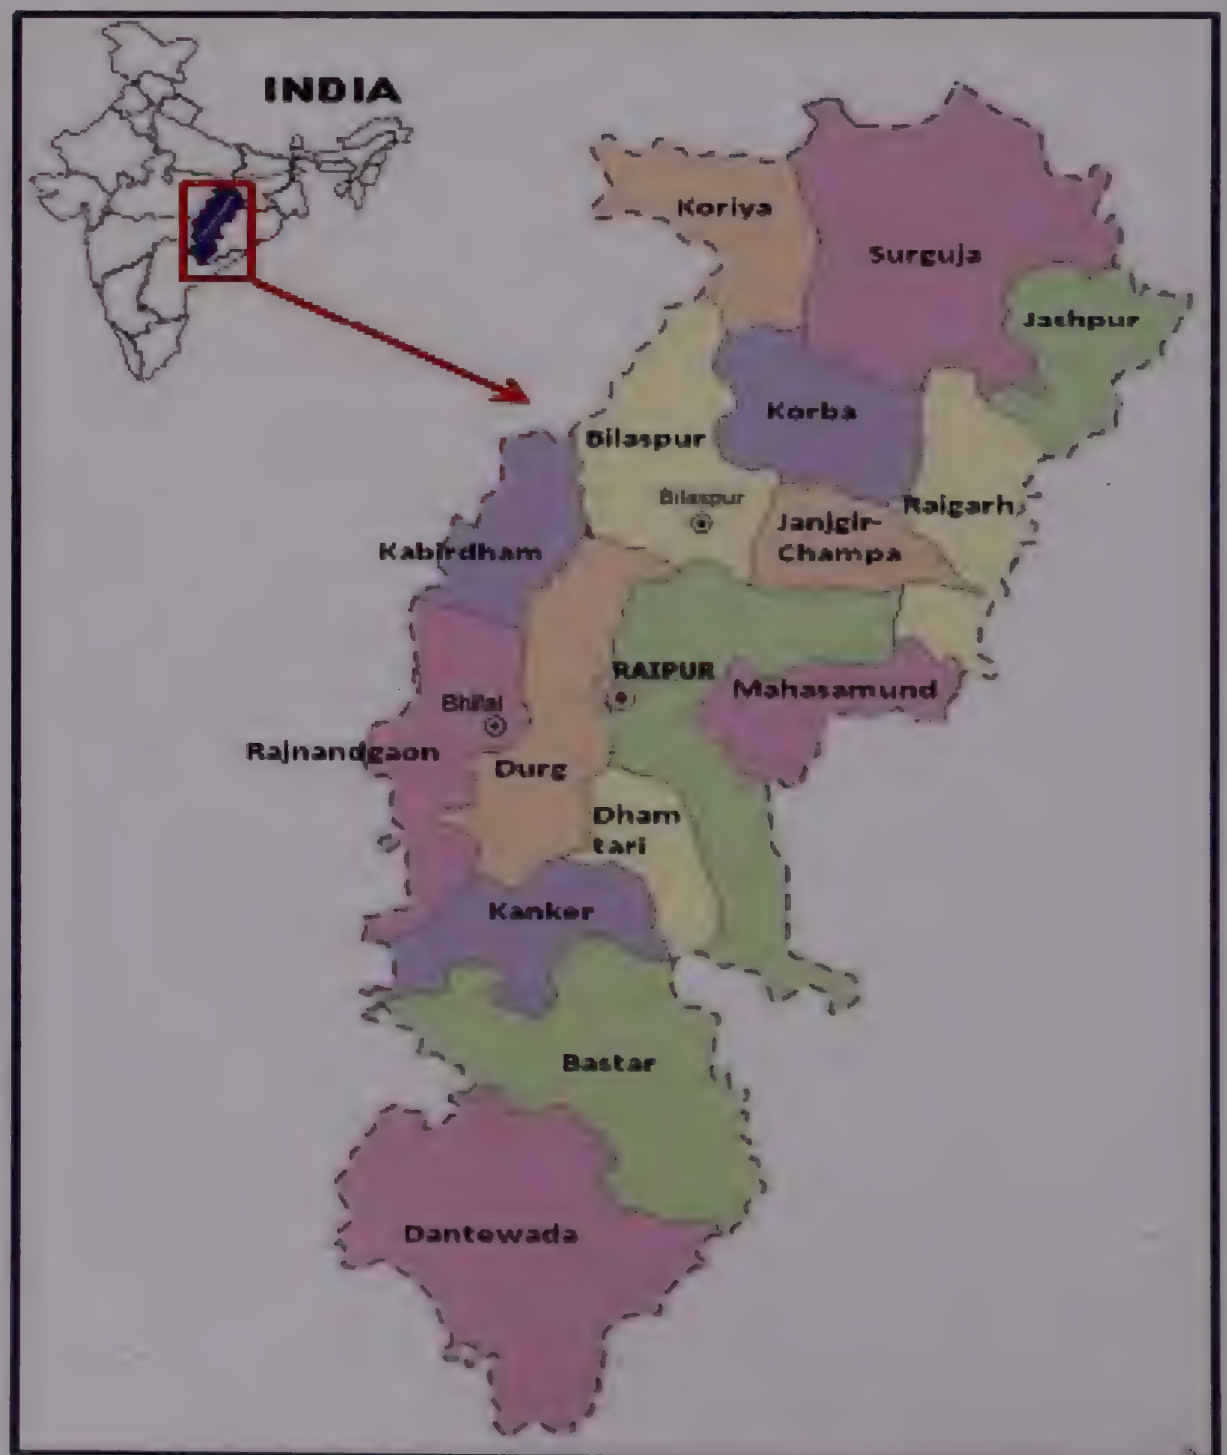 INDIA
Koriya
Surguja
Jashpur
Korba
Bilaspur
Bilaspur
Janjgir-
Champa
Raigarh
Kabirdham
RAIPUR
Mahasamund
Bhilai
Rajnandgaon
Durg
Dham
tari
Kanker
Bastar
Dantewada